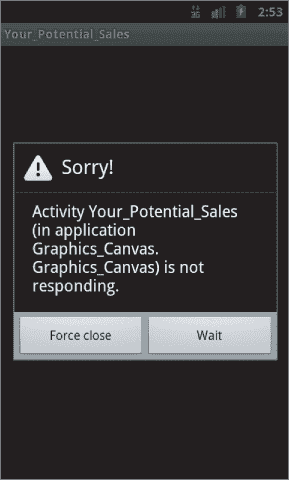 2:53
Your_Potential_Sales
Sorry!
Activity Your_Potential_Sales
(in application
Graphics_Canvas.
Graphics_Canvas) is not
responding.
Force close
Wait